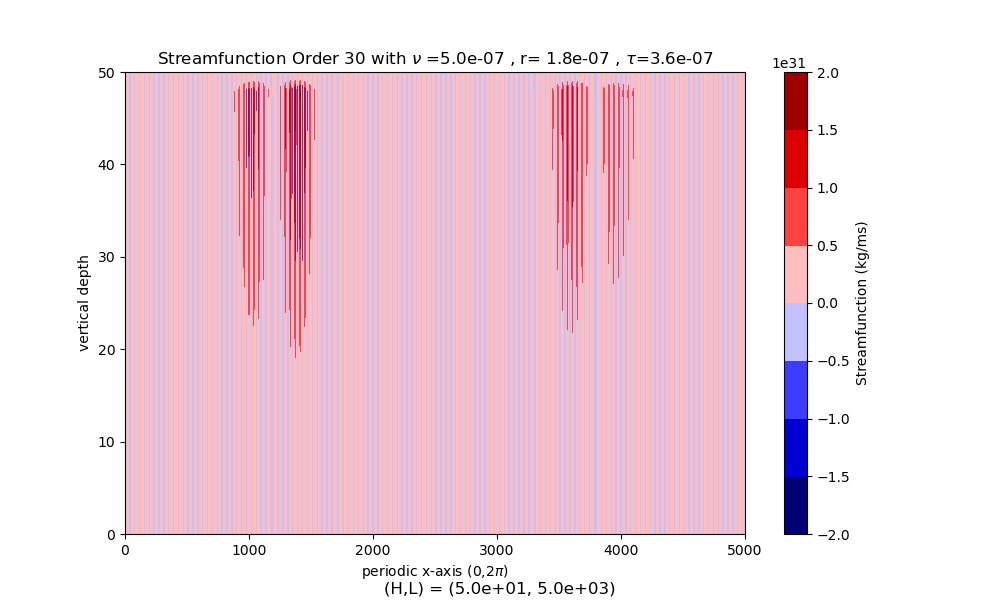 Streamfunction Order 30 with ν =5.0e-07 , r= 1.8e-07 , τ=3.6e-07
1e31
50
40
30
20
10
0
vertical depth
0 1000 2000 3000 4000 5000
periodic x-axis (0,2π)
(H,L) = (5.0e+01, 5.0e+03)
2.0
1.5
1.0
0.5
0.0
−0.5
−1.0
−1.5
−2.0
Streamfunction (kg/ms)